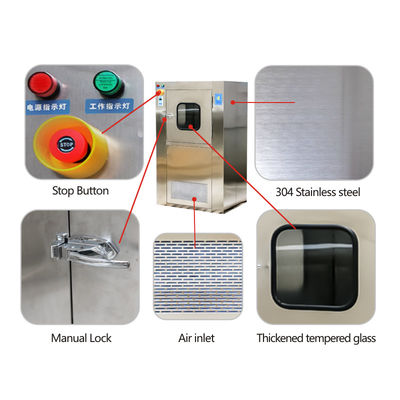 电源指示灯 工作指示灯
STOP
Stop Button
304 Stainless steel
Manual Lock
Air inlet
Thickened tempered glass